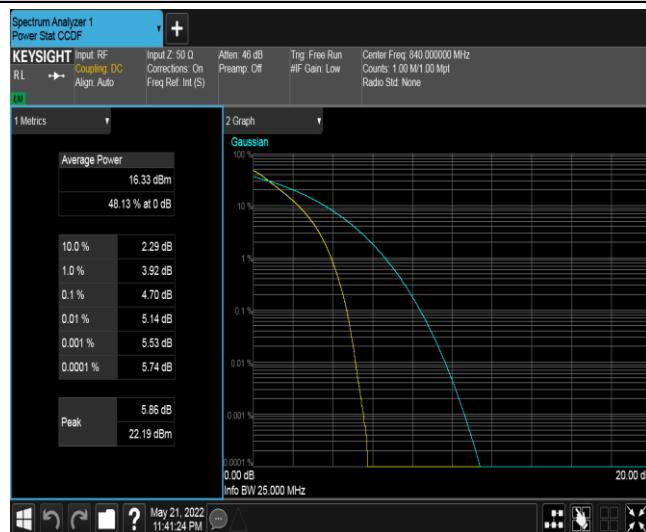 Spectrum Analyzer 1
Power Stat CCDF
+
KEYSIGHT
RL
LXI
Input: RF
Coupling: DC
Align: Auto
Input Z: 50 Ω
Corrections: On
Freq Ref: Int (S)
Atten: 46 dB
Preamp: Off
Trig: Free Run
#IF Gain: Low
Center Freq: 840.000000 MHz
Counts: 1.00 M/1.00 Mpt
Radio Std: None
1 Metrics
Average Power
16.33 dBm
48.13 % at 0 dB
10.0 % 2.29 dB
1.0 % 3.92 dB
0.1 % 4.70 dB
0.01 % 5.14 dB
0.001 % 5.53 dB
0.0001 % 5.74 dB
Peak
5.86 dB
22.19 dBm
2 Graph
Gaussian
100 %
10 %
1 %
0.1 %
0.01 %
0.001 %
0.0001 %
0.00 dB 20.00 d
Info BW 25.000 MHz
?
May 21, 2022
11:41:24 PM